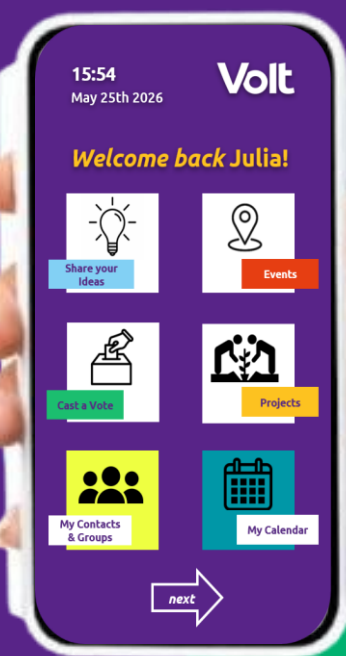 15:54
Volt
May 25th 2026
Welcome back Julia!
Share your
Ideas
Events
Cast a Vote
Projects
My Contacts
& Groups
My Calendar
next